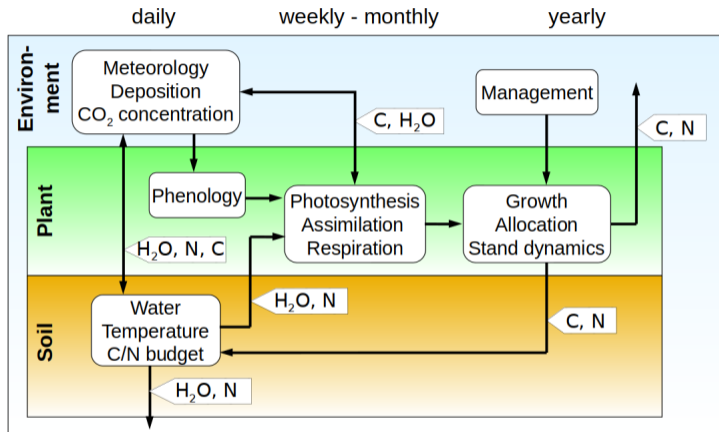 daily weekly - monthly yearly
Environ-
ment
Meteorology
Deposition
CO₂ concentration
Management
C, H₂O
C, N
Plant
Phenology
Photosynthesis
Assimilation
Respiration
Growth
Allocation
Stand dynamics
H₂O, N, C
Soil
Water
Temperature
C/N budget
H₂O, N
C, N
H₂O, N